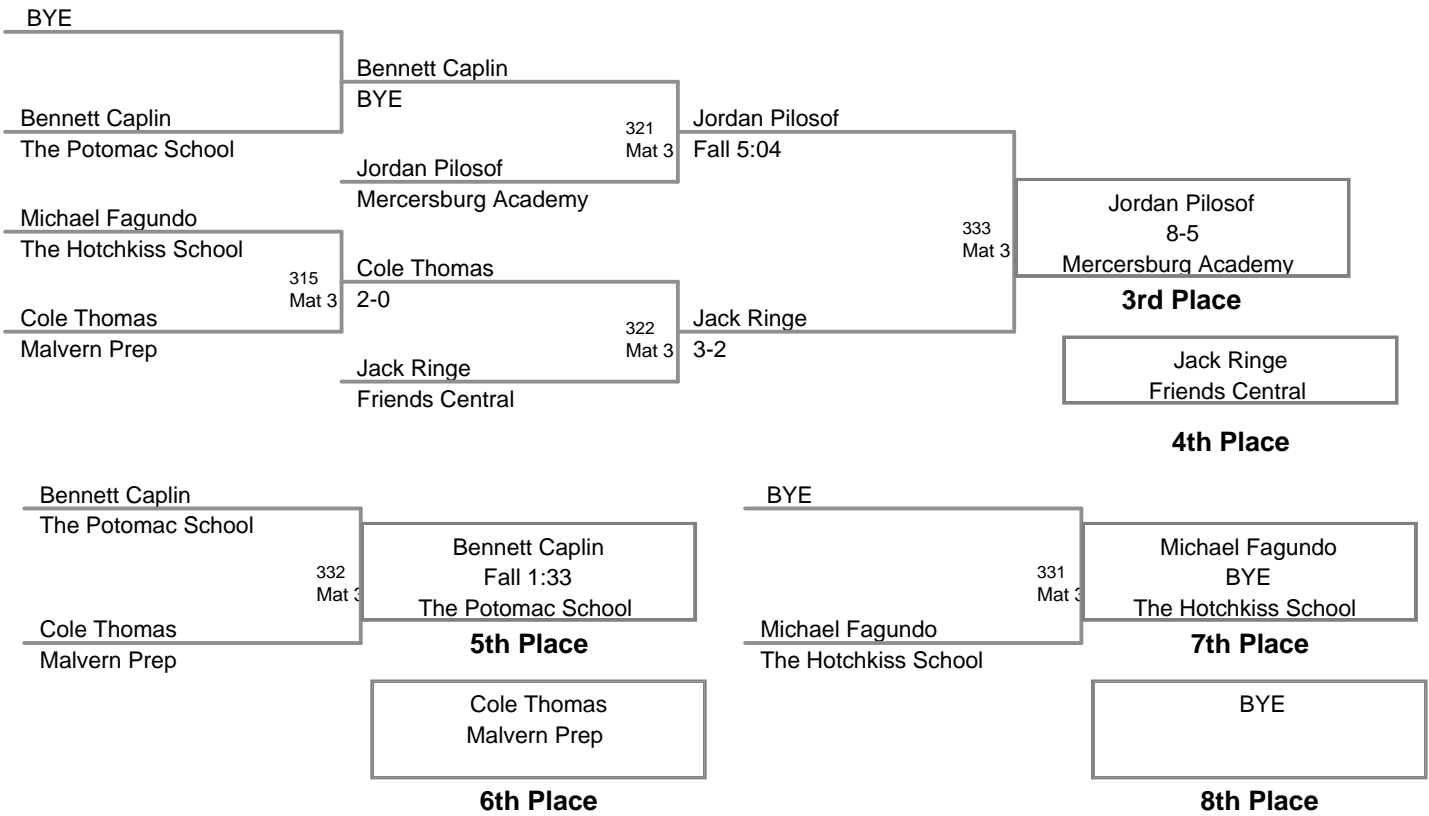 BYE
Bennett Caplin
The Potomac School
Michael Fagundo
The Hotchkiss School
315
Mat 3
Cole Thomas
Malvern Prep
Bennett Caplin
BYE
321
Mat 3
Jordan Pilosof
Mercersburg Academy
Cole Thomas
2-0
322
Mat 3
Jack Ringe
Friends Central
Jordan Pilosof
Fall 5:04
333
Mat 3
Jack Ringe
3-2
Jordan Pilosof
8-5
Mercersburg Academy
3rd Place
Jack Ringe
Friends Central
4th Place
Bennett Caplin
The Potomac School
332
Mat 3
Cole Thomas
Malvern Prep
Bennett Caplin
Fall 1:33
The Potomac School
5th Place
Cole Thomas
Malvern Prep
6th Place
BYE
331
Mat 3
Michael Fagundo
The Hotchkiss School
Michael Fagundo
BYE
The Hotchkiss School
7th Place
BYE
8th Place